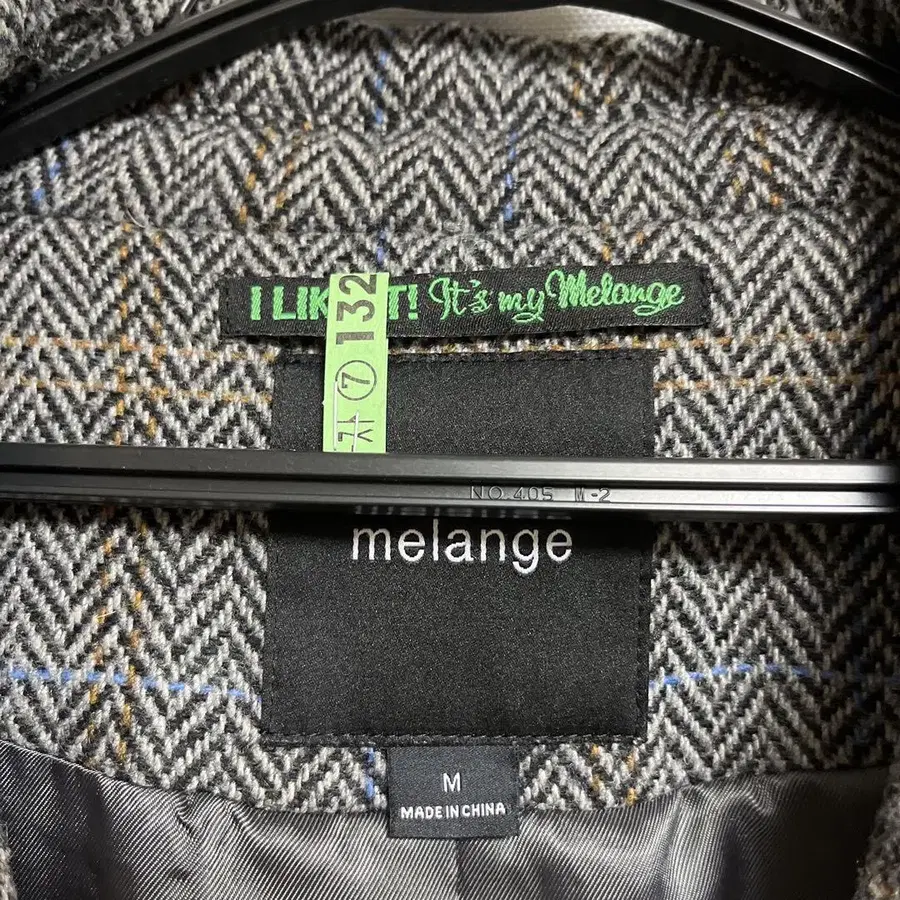 I LIK T! It's my Melange
⑦ 132
NO.405 M-2
melange
M
MADE IN CHINA